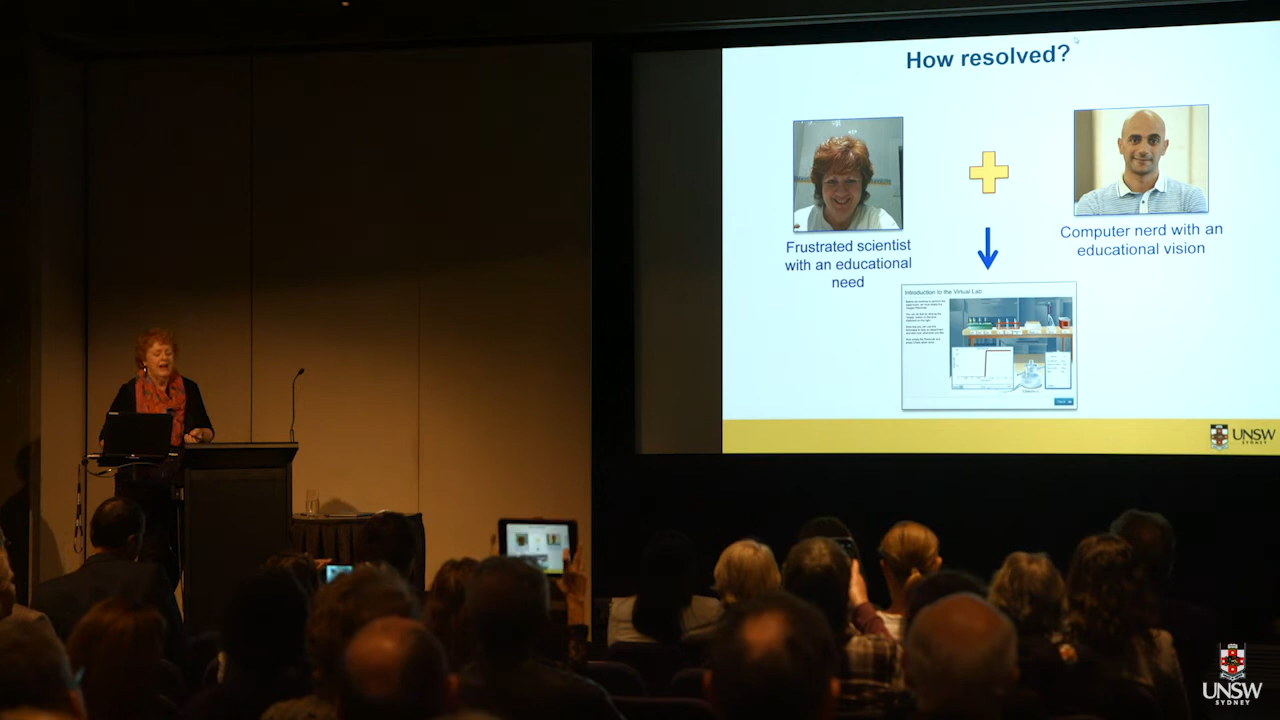 How resolved?
Frustrated scientist
with an educational
need
Computer nerd with an
educational vision
Introduction to the Virtual Lab
UNSW
SYDNEY
UNSW
SYDNEY